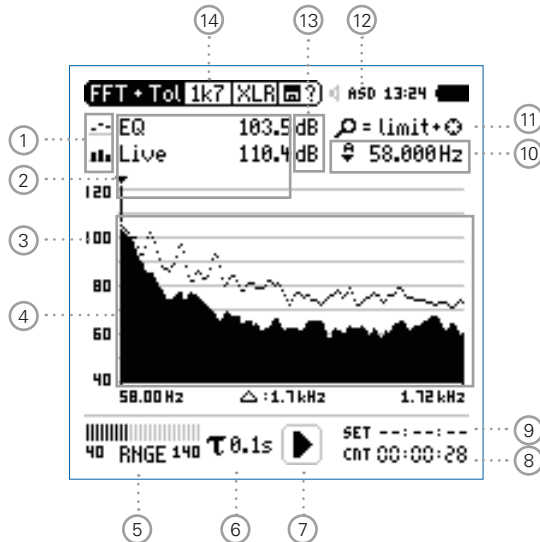 14 13 12
FFT + Tol 1k7 XLR ? ASD 13:24
1 EQ 103.5 dB = limit+ 11
Live 110.4 dB 58.000Hz 10
2
120
3 100
80
4 60
40
58.00Hz △:1.7kHz 1.72kHz
SET --:--:-- 9
40 RNGE 140 τ 0.1s CNT 00:00:28 8
5 6 7